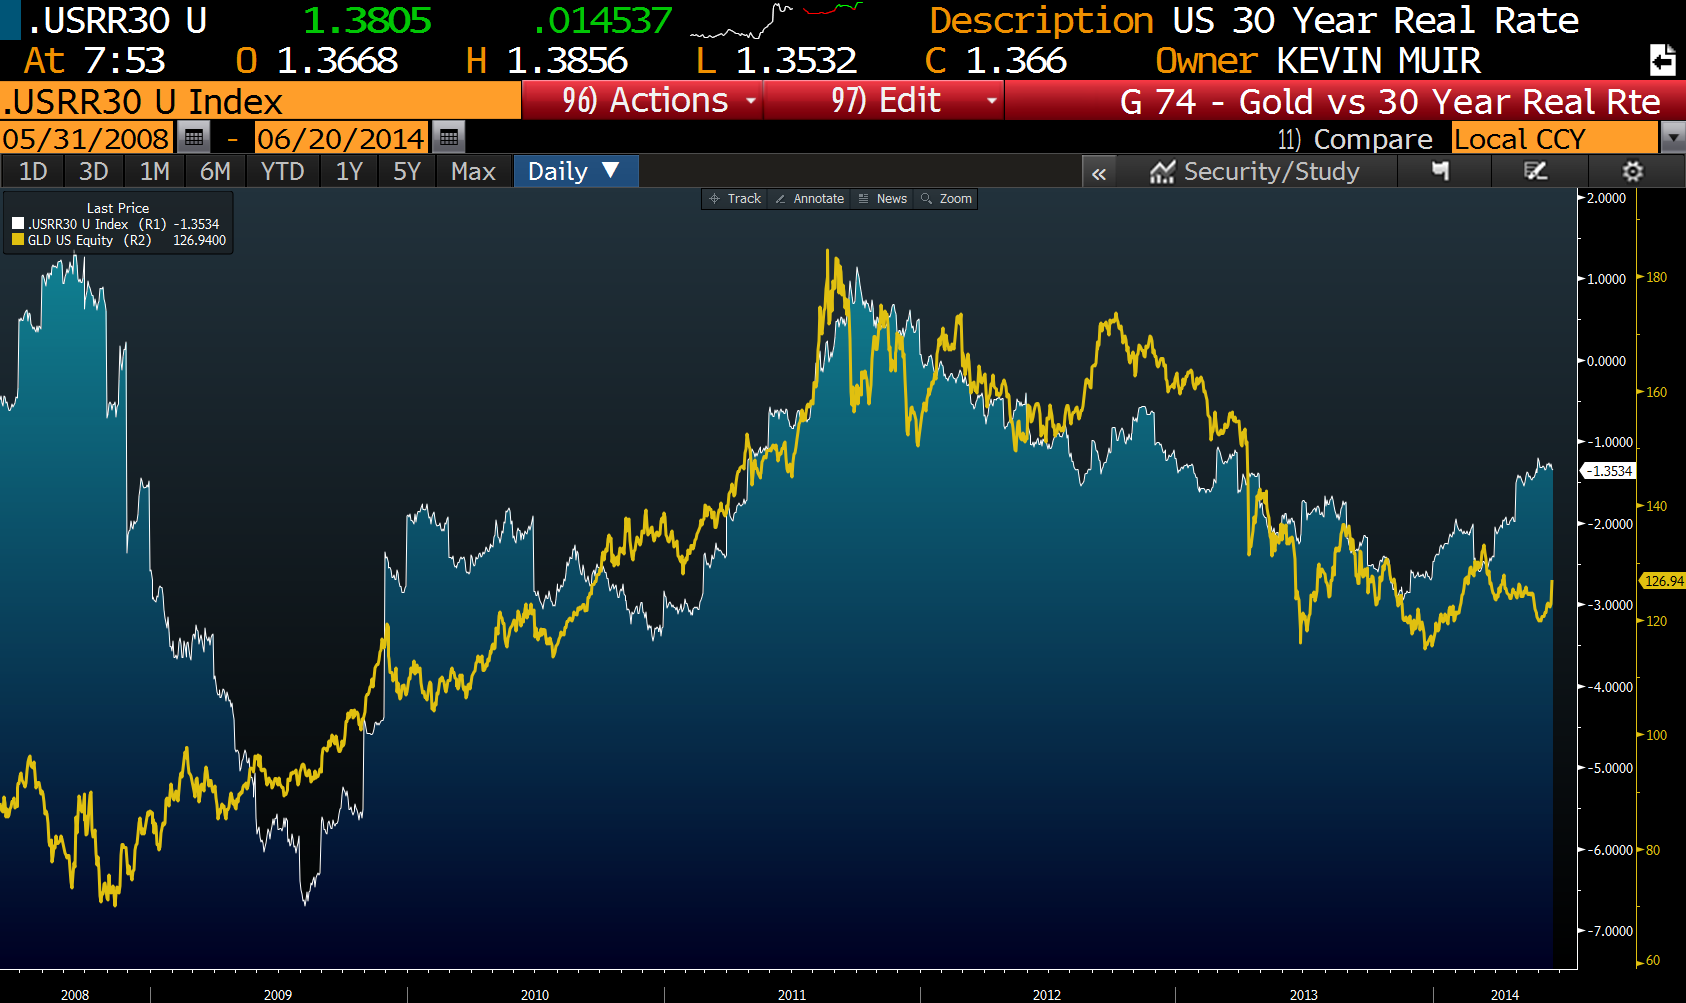 .USRR30 U 1.3805 .014537 Description US 30 Year Real Rate
At 7:53 O 1.3668 H 1.3856 L 1.3532 C 1.366 Owner KEVIN MUIR
.USRR30 U Index 96) Actions 97) Edit G 74 - Gold vs 30 Year Real Rte
05/31/2008 - 06/20/2014 11) Compare Local CCY
1D 3D 1M 6M YTD 1Y 5Y Max Daily ▼ « Security/Study
Track Annotate News Zoom
Last Price
.USRR30 U Index (R1) -1.3534
GLD US Equity (R2) 126.9400
2.0000
180
1.0000
0.0000
160
-1.0000
-1.3534
140
-2.0000
126.94
-3.0000
120
-4.0000
100
-5.0000
80
-6.0000
-7.0000
60
2008 2009 2010 2011 2012 2013 2014